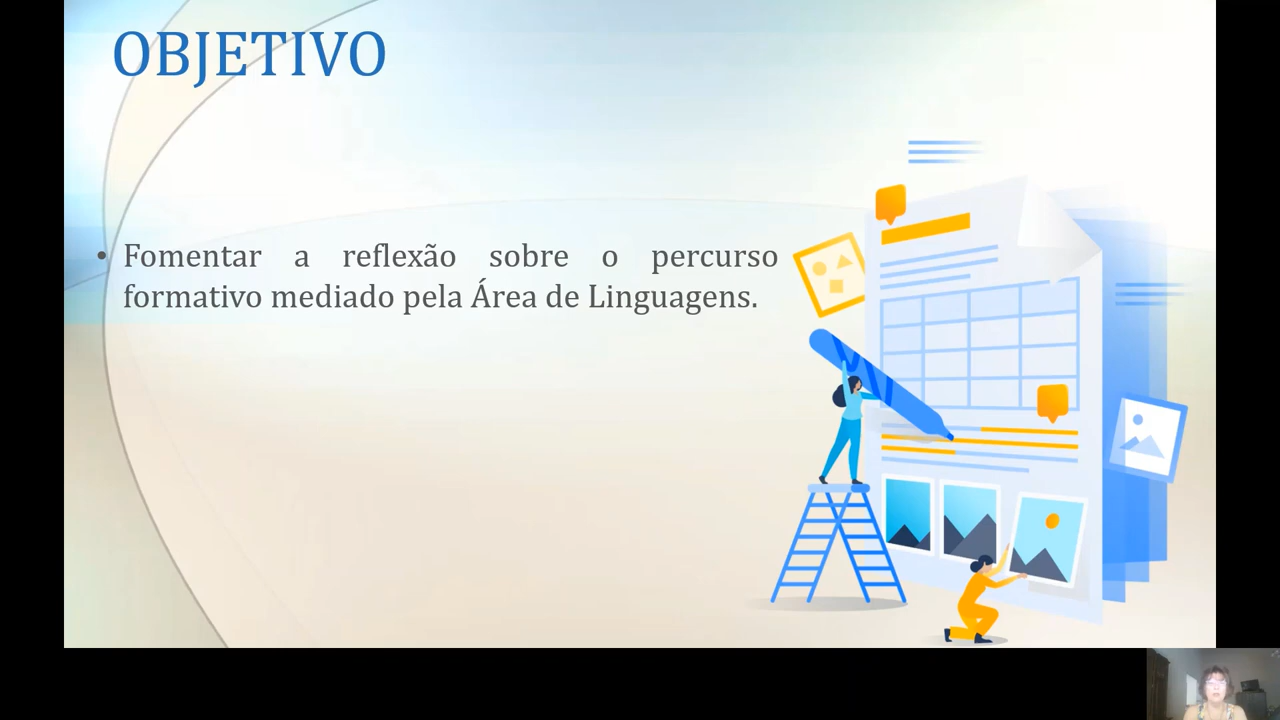 OBJETIVO
• Fomentar a reflexão sobre o percurso
formativo mediado pela Área de Linguagens.